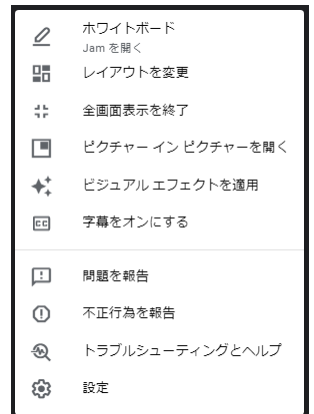 ホワイトボード
Jam を開く
レイアウトを変更
全画面表示を終了
ピクチャー イン ピクチャーを開く
ビジュアル エフェクトを適用
CC
字幕をオンにする
問題を報告
不正行為を報告
トラブルシューティングとヘルプ
設定